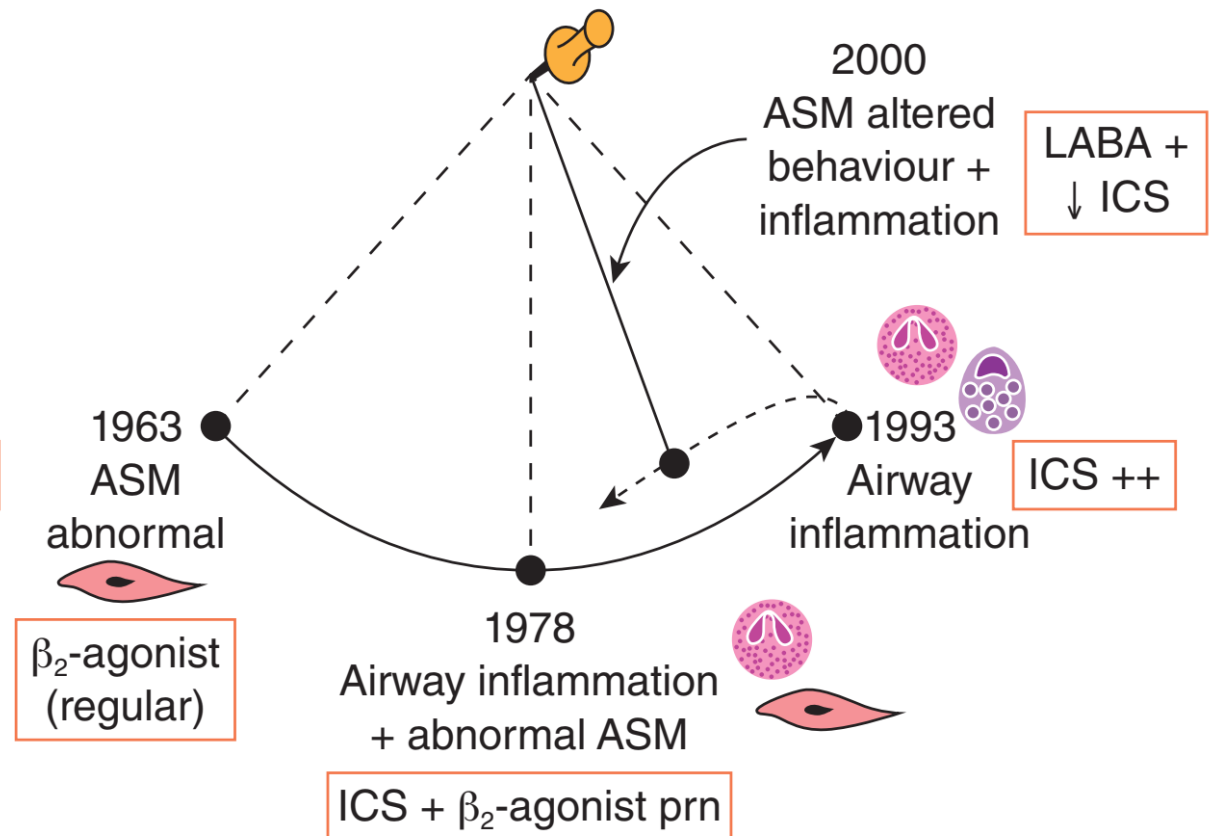 2000
ASM altered
behaviour +
inflammation
LABA +
↓ ICS
1963
ASM
abnormal
β₂-agonist
(regular)
1978
Airway inflammation
+ abnormal ASM
ICS + β₂-agonist prn
1993
Airway
inflammation
ICS ++